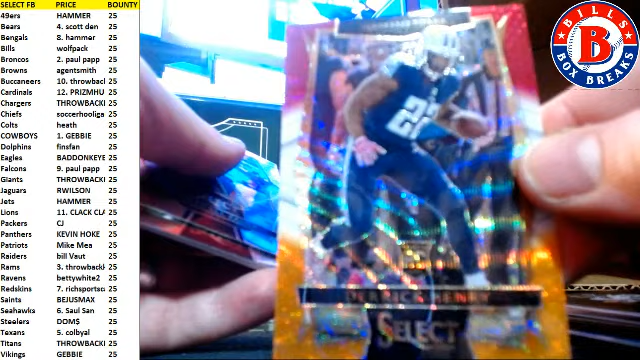 SELECT FB PRICE BOUNTY
49ers HAMMER 25
Bears 4. scott den 25
Bengals 8. hammer 25
Bills wolfpack 25
Broncos 2. paul papp 25
Browns agentsmith 25
Buccaneers 10. throwbacl 25
Cardinals 12. PRIZMHU 25
Chargers THROWBACKI 25
Chiefs soccerhooliga 25
Colts heath 25
COWBOYS 1. GEBBIE 25
Dolphins finsfan 25
Eagles BADDONKEYE 25
Falcons 9. paul papp 25
Giants THROWBACKI 25
Jaguars RWILSON 25
Jets HAMMER 25
Lions 11. CLACK CLA 25
Packers CJ 25
Panthers KEVIN HOKE 25
Patriots Mike Mea 25
Raiders bill Vaut 25
Rams 3. throwback 25
Ravens bettywhite2 25
Redskins 7. richsports 25
Saints BEJUSMAX 25
Seahawks 6. Saul San 25
Steelers DOM$ 25
Texans 5. colbyal 25
Titans THROWBACKI 25
Vikings GEBBIE 25
BILLS
B
BOX BREAKS
DERRICK HENRY
SELECT